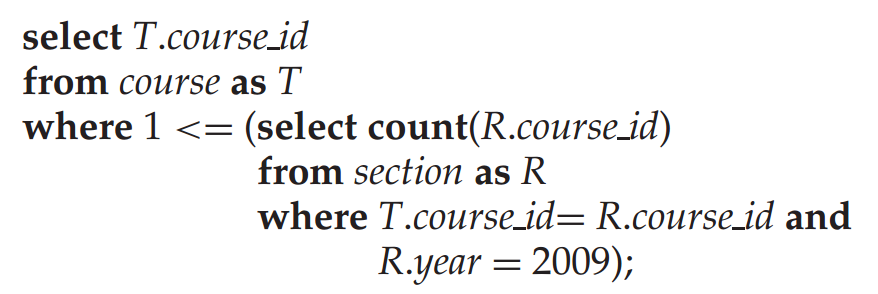 select T.course_id
from course as T
where 1 <= (select count(R.course_id)
from section as R
where T.course_id= R.course_id and
R.year = 2009);